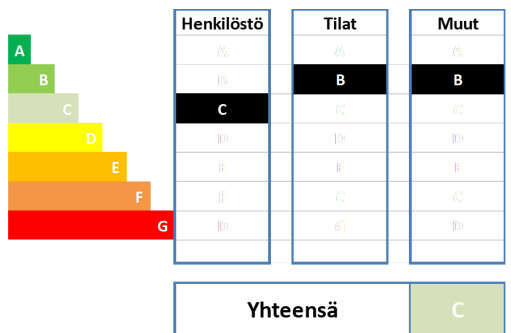 Henkilöstö Tilat Muut
A A A A
B B B B
C C C C
D D D D
E E E E
F F C C
G D G D
Yhteensä C